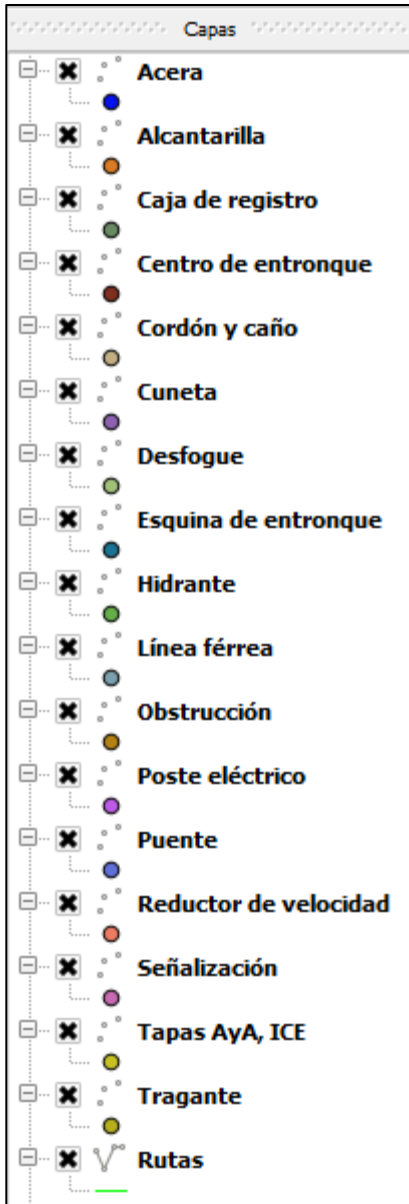 Capas
Acera
Alcantarilla
Caja de registro
Centro de entronque
Cordón y caño
Cuneta
Desfogue
Esquina de entronque
Hidrante
Línea férrea
Obstrucción
Poste eléctrico
Puente
Reductor de velocidad
Señalización
Tapas AyA, ICE
Tragante
Rutas